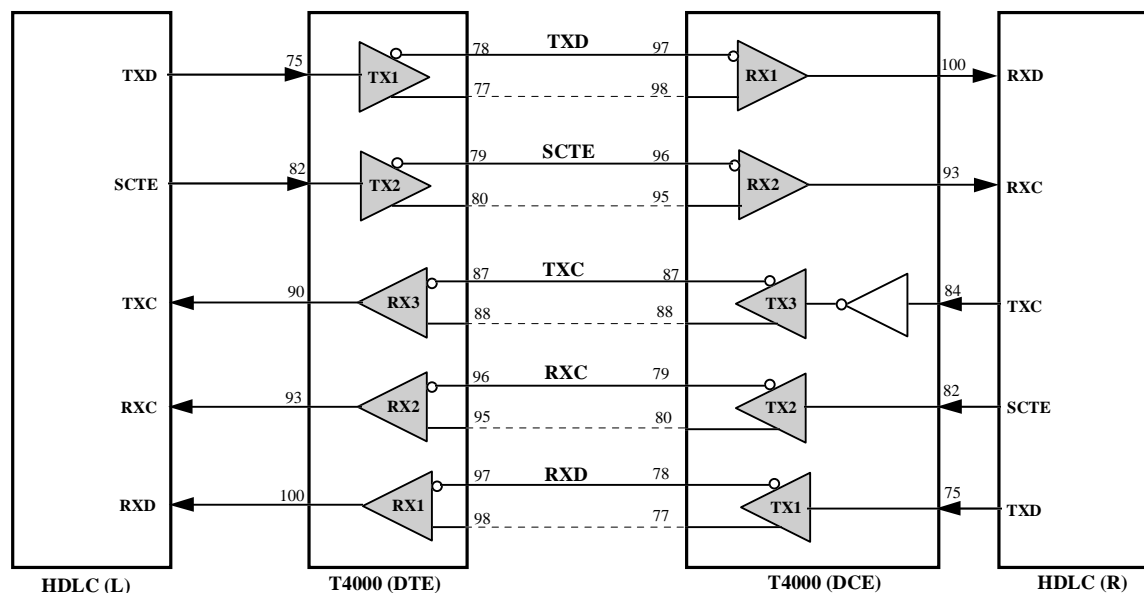 TXD 75 TX1 78 TXD 97 RX1 100 RXD
77 98
SCTE 82 TX2 79 SCTE 96 RX2 93 RXC
80 95
TXC 90 RX3 87 TXC 87 TX3 84 TXC
88 88
RXC 93 RX2 96 RXC 79 TX2 82 SCTE
95 80
RXD 100 RX1 97 RXD 78 TX1 75 TXD
98 77
HDLC (L) T4000 (DTE) T4000 (DCE) HDLC (R)